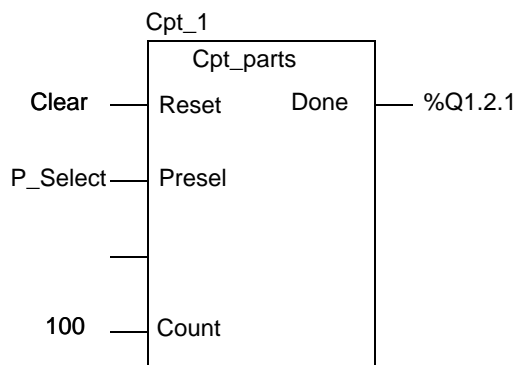 Cpt_1
Cpt_parts
Clear Reset Done %Q1.2.1
P_Select Presel
100 Count